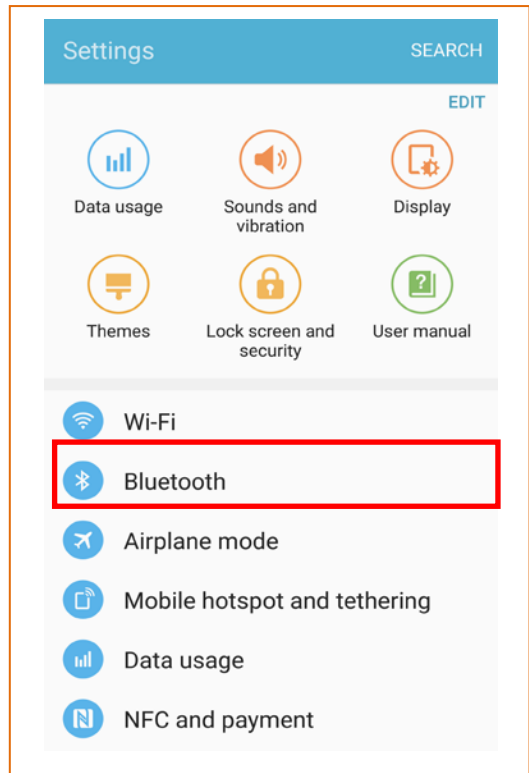 Settings
SEARCH
EDIT
Data usage
Sounds and
vibration
Display
Themes
Lock screen and
security
User manual
Wi-Fi
Bluetooth
Airplane mode
Mobile hotspot and tethering
Data usage
NFC and payment